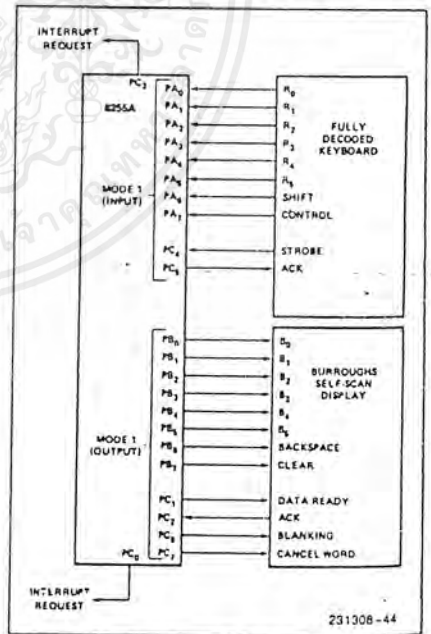 INTERRUPT
REQUEST
PC3
8255A
MODE 1
(INPUT)
PA0 R0
PA1 R1
PA2 R2
PA3 R3
PA4 R4
PA5 R5
PA6 SHIFT
PA7 CONTROL
PC4 STROBE
PC5 ACK
FULLY
DECODED
KEYBOARD
MODE 1
(OUTPUT)
PB0 B0
PB1 B1
PB2 B2
PB3 B3
PB4 B4
PB5 B5
PB6 BACKSPACE
PB7 CLEAR
PC1 DATA READY
PC2 ACK
PC6 BLANKING
PC7 CANCEL WORD
BURROUGHS
SELF-SCAN
DISPLAY
PC0
INTERRUPT
REQUEST
231308-44